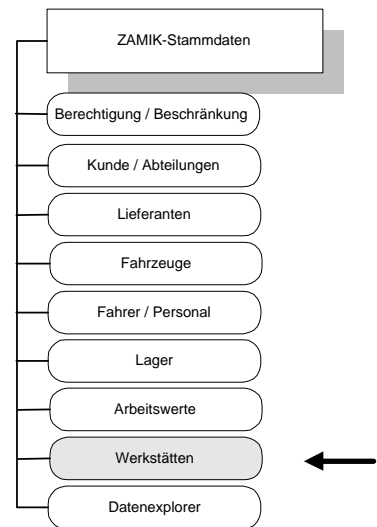 ZAMIK-Stammdaten
Berechtigung / Beschränkung
Kunde / Abteilungen
Lieferanten
Fahrzeuge
Fahrer / Personal
Lager
Arbeitswerte
Werkstätten
Datenexplorer